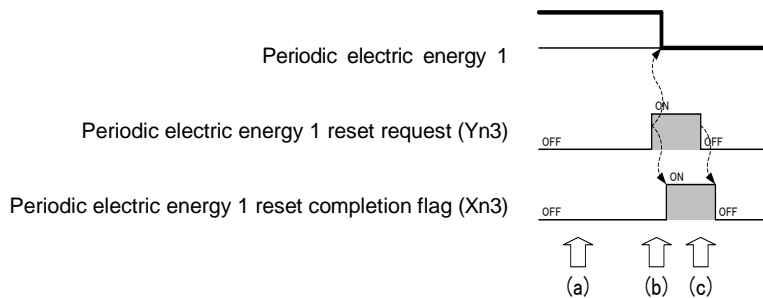 Periodic electric energy 1
ON
Periodic electric energy 1 reset request (Yn3)
OFF
OFF
ON
Periodic electric energy 1 reset completion flag (Xn3)
OFF
OFF
(a) (b) (c)